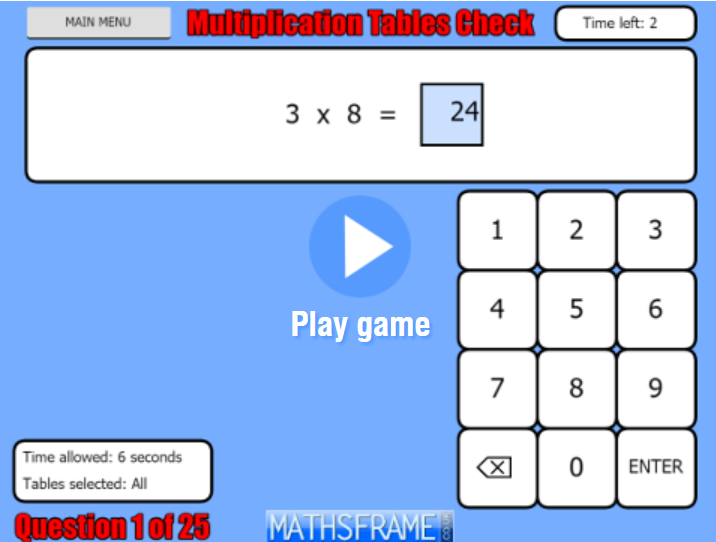 MAIN MENU
Multiplication Tables Check
Time left: 2
3 x 8 = 24
Play game
1 2 3
4 5 6
7 8 9
0 ENTER
Time allowed: 6 seconds
Tables selected: All
Question 1 of 25
MATHSFRAME